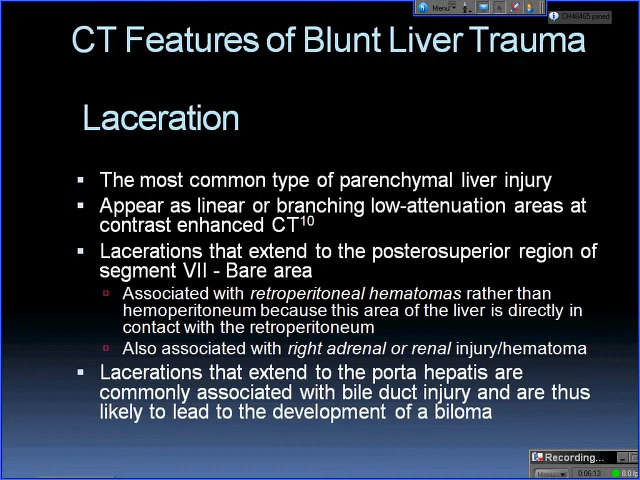 Menu
CH46465 joined
CT Features of Blunt Liver Trauma
Laceration
▪ The most common type of parenchymal liver injury
▪ Appear as linear or branching low-attenuation areas at
contrast enhanced CT10
▪ Lacerations that extend to the posterosuperior region of
segment VII - Bare area
▫ Associated with retroperitoneal hematomas rather than
hemoperitoneum because this area of the liver is directly in
contact with the retroperitoneum
▫ Also associated with right adrenal or renal injury/hematoma
▪ Lacerations that extend to the porta hepatis are
commonly associated with bile duct injury and are thus
likely to lead to the development of a biloma
Recording...
Menu 0:06:12 8.0